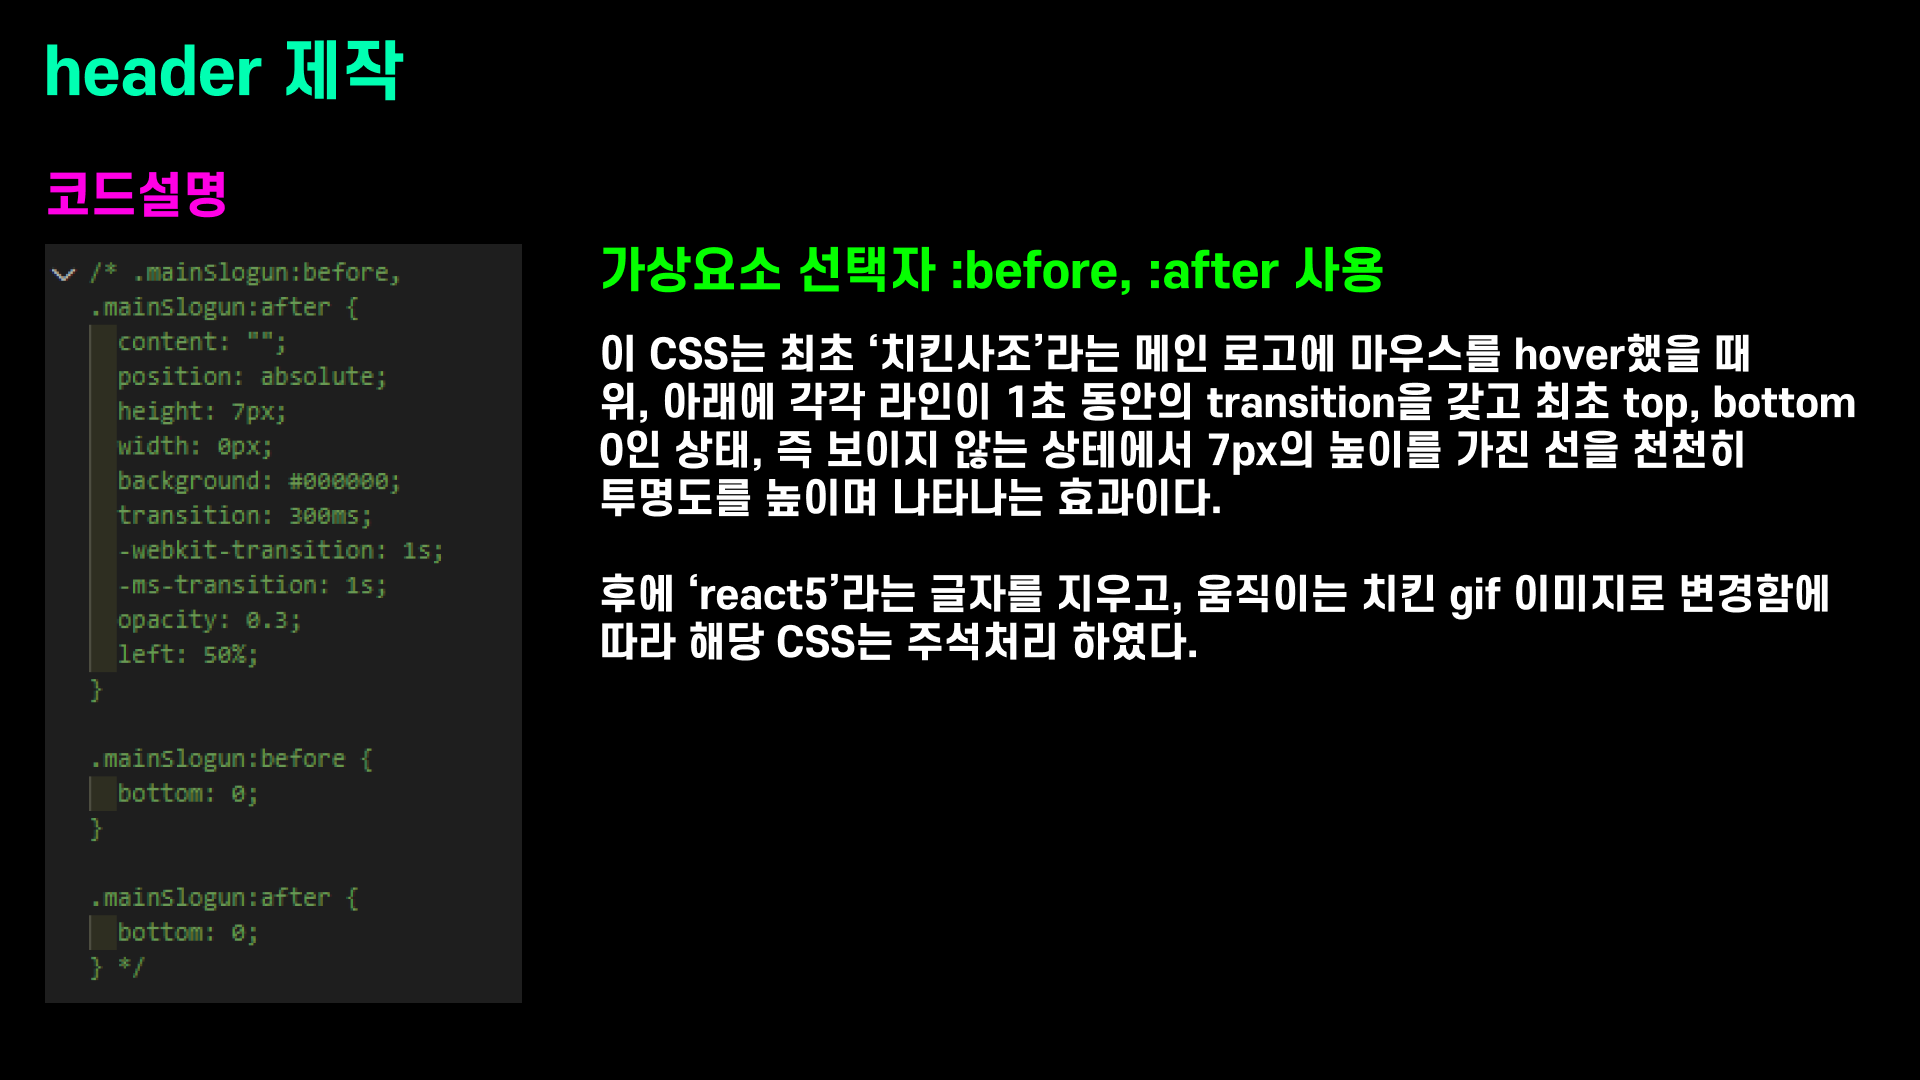 header 제작
코드설명
/* .mainSlogun:before,
.mainSlogun:after {
content: "";
position: absolute;
height: 7px;
width: 0px;
background: #000000;
transition: 300ms;
-webkit-transition: 1s;
-ms-transition: 1s;
opacity: 0.3;
left: 50%;
}
.mainSlogun:before {
bottom: 0;
}
.mainSlogun:after {
bottom: 0;
} */
가상요소 선택자 :before, :after 사용
이 CSS는 최초 ‘치킨사조’라는 메인 로고에 마우스를 hover했을 때
위, 아래에 각각 라인이 1초 동안의 transition을 갖고 최초 top, bottom
0인 상태, 즉 보이지 않는 상테에서 7px의 높이를 가진 선을 천천히
투명도를 높이며 나타나는 효과이다.
후에 ‘react5’라는 글자를 지우고, 움직이는 치킨 gif 이미지로 변경함에
따라 해당 CSS는 주석처리 하였다.